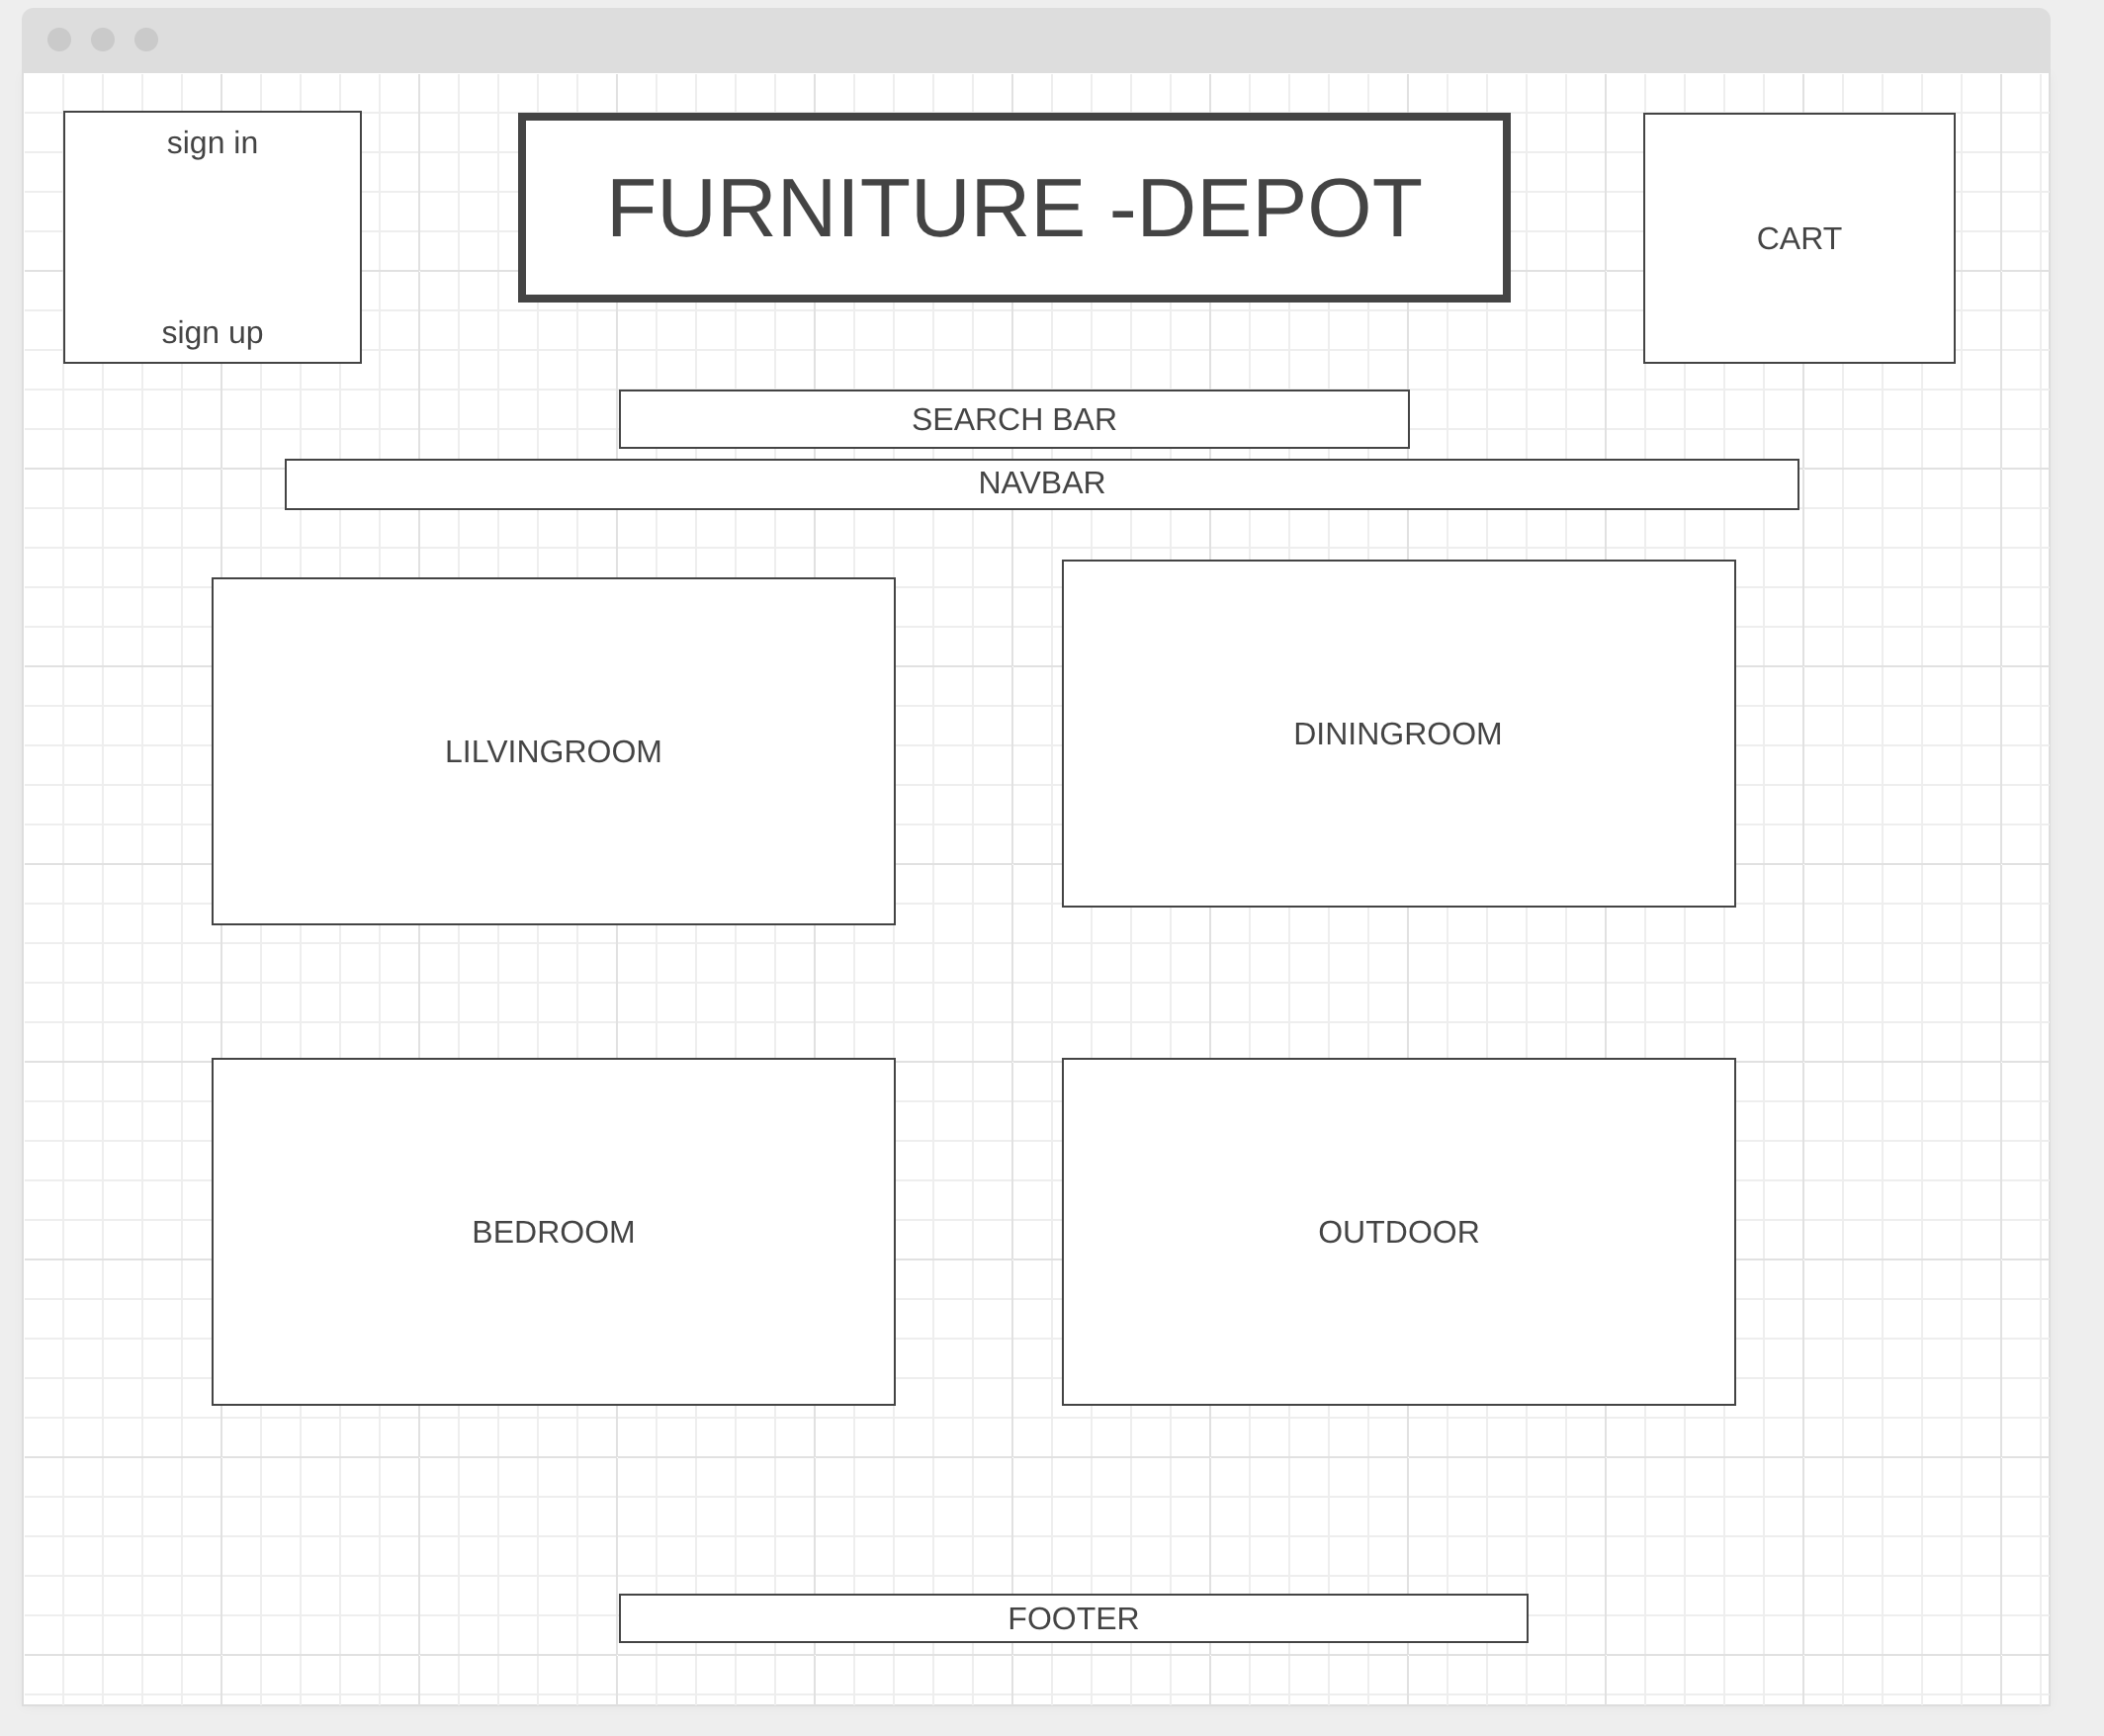 sign in
sign up
FURNITURE -DEPOT
CART
SEARCH BAR
NAVBAR
LILVINGROOM
DININGROOM
BEDROOM
OUTDOOR
FOOTER